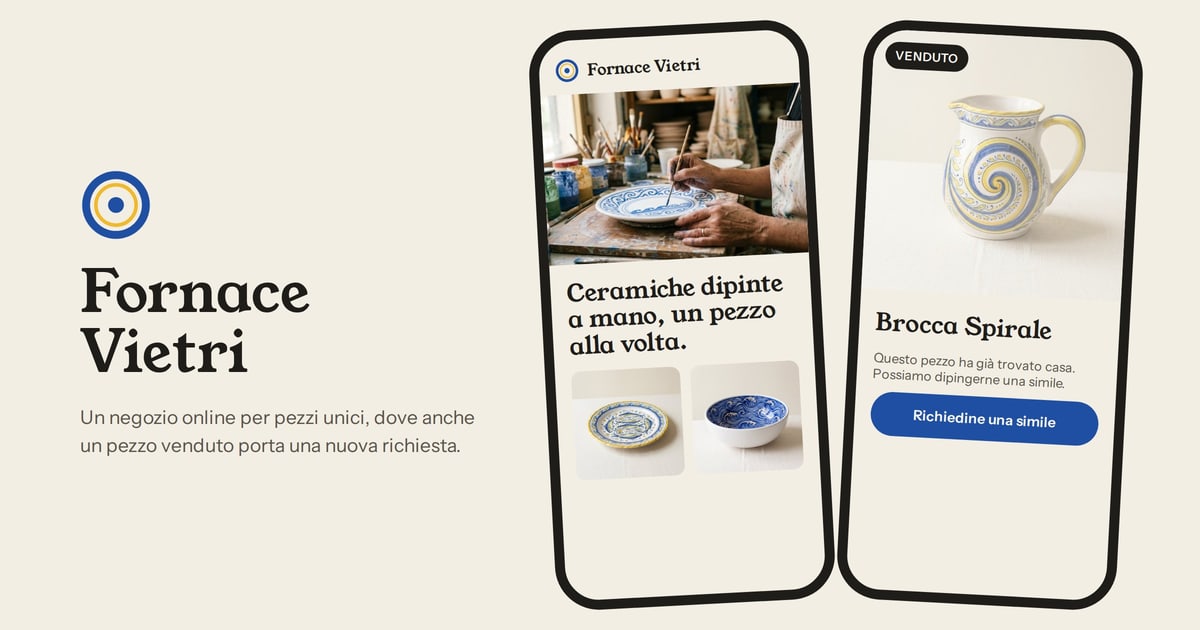 Fornace
Vietri
Un negozio online per pezzi unici, dove anche
un pezzo venduto porta una nuova richiesta.
Fornace Vietri
Ceramiche dipinte
a mano, un pezzo
alla volta.
VENDUTO
Brocca Spirale
Questo pezzo ha già trovato casa.
Possiamo dipingerne una simile.
Richiedine una simile